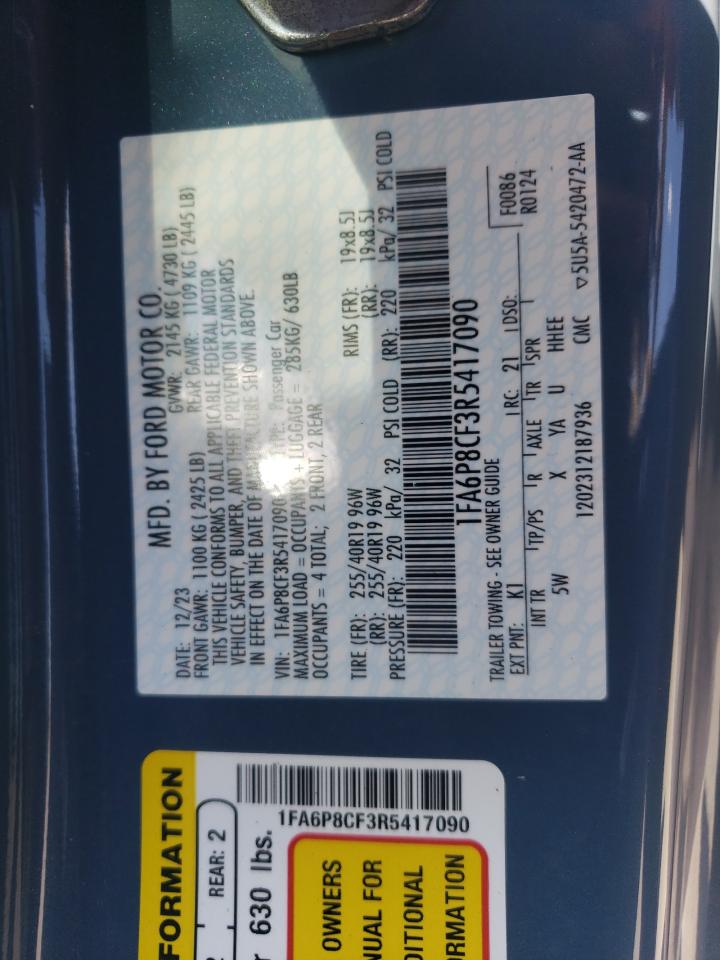 MFD. BY FORD MOTOR CO.
DATE: 12/23 GVWR: 2145 KG ( 4730 LB)
FRONT GAWR: 1100 KG ( 2425 LB) REAR GAWR: 1109 KG ( 2445 LB)
THIS VEHICLE CONFORMS TO ALL APPLICABLE FEDERAL MOTOR
VEHICLE SAFETY, BUMPER, AND THEFT PREVENTION STANDARDS
IN EFFECT ON THE DATE OF MANUFACTURE SHOWN ABOVE.
VIN: 1FA6P8CF3R5417090 TYPE: Passenger Car
MAXIMUM LOAD = OCCUPANTS + LUGGAGE = 285KG/ 630LB
OCCUPANTS = 4 TOTAL; 2 FRONT, 2 REAR
TIRE (FR): 255/40R19 96W RIMS (FR): 19x8.5J
(RR): 255/40R19 96W (RR): 19x8.5J
PRESSURE (FR): 220 kPa/ 32 PSI COLD (RR): 220 kPa/ 32 PSI COLD
1FA6P8CF3R5417090
TRAILER TOWING - SEE OWNER GUIDE F0086
EXT PNT: K1 RC: 21 DSO: R0124
INT TR TP/PS R AXLE TR SPR
5W X YA U HHEE
1202312187936 CMC ▽5U5A-5420472-AA
FORMATION
REAR: 2
630 lbs.
1FA6P8CF3R5417090
OWNERS
NUAL FOR
DITIONAL
ORMATION